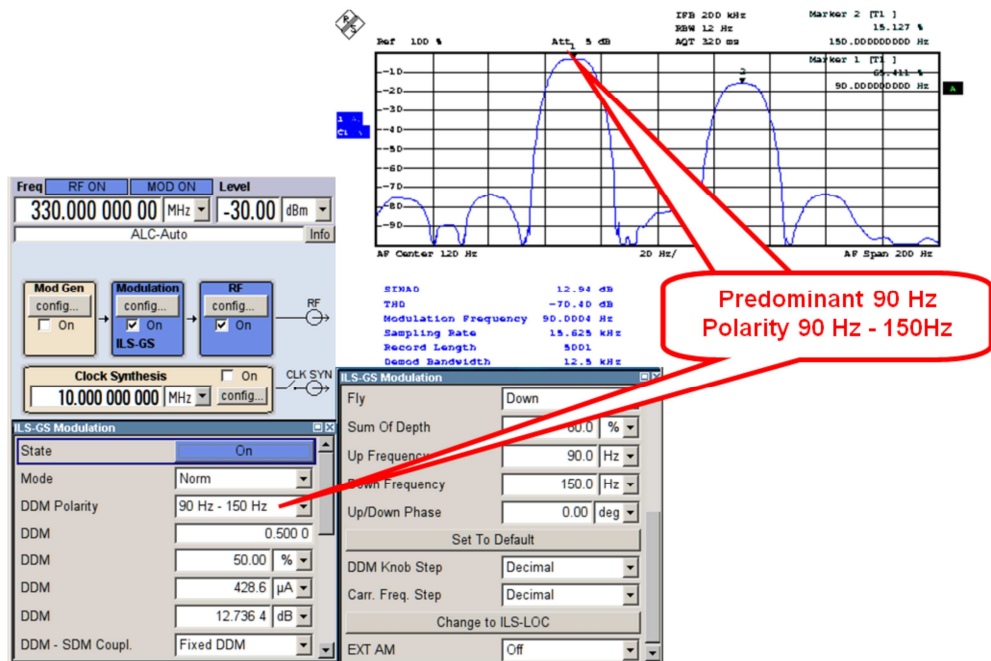 IFB 200 kHz
RBW 12 Hz
AQT 320 ms
Marker 2 [T1 ]
15.127 %
150.000000000 Hz
Marker 1 [T1 ]
65.411 %
90.000000000 Hz
Ref 100 %
Att 5 dB
1
2
A
-10
-20
-30
-40
-50
-60
-70
-80
-90
AF Center 120 Hz
20 Hz/
AF Span 200 Hz
SINAD 12.94 dB
THD -70.40 dB
Modulation Frequency 90.0004 Hz
Sampling Rate 15.625 kHz
Record Length 5001
Demod Bandwidth 12.5 kHz
Predominant 90 Hz
Polarity 90 Hz - 150Hz
Freq RF ON MOD ON Level
330.000 000 00 MHz -30.00 dBm
ALC-Auto Info
Mod Gen
config...
On
Modulation
config...
On
ILS-GS
RF
config...
On
RF
Clock Synthesis On
10.000 000 000 MHz config...
CLK SYN
ILS-GS Modulation
State On
Mode Norm
DDM Polarity 90 Hz - 150 Hz
DDM 0.500 0
DDM 50.00 %
DDM 428.6 µA
DDM 12.736 4 dB
DDM - SDM Coupl. Fixed DDM
ILS-GS Modulation
Fly Down
Sum Of Depth %
Up Frequency 90.0 Hz
Down Frequency 150.0 Hz
Up/Down Phase 0.00 deg
Set To Default
DDM Knob Step Decimal
Carr. Freq. Step Decimal
Change to ILS-LOC
EXT AM Off